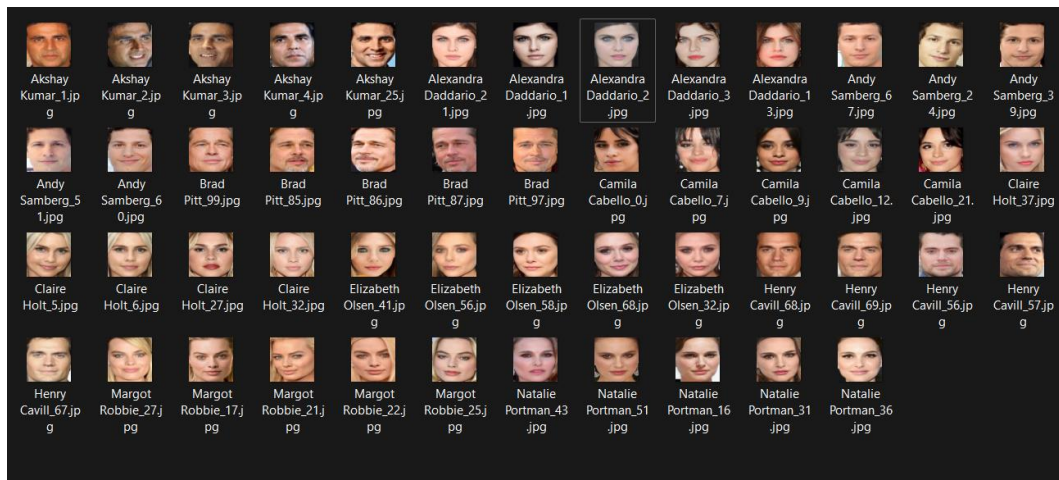 Akshay
Kumar_1.jp
g
Akshay
Kumar_2.jp
g
Akshay
Kumar_3.jp
g
Akshay
Kumar_4.jp
g
Akshay
Kumar_25.j
pg
Alexandra
Daddario_2
21.jpg
Alexandra
Daddario_1
.jpg
Alexandra
Daddario_2
.jpg
Alexandra
Daddario_3
.jpg
Alexandra
Daddario_1
3.jpg
Andy
Samberg_6
7.jpg
Andy
Samberg_2
4.jpg
Andy
Samberg_3
9.jpg
Andy
Samberg_5
1.jpg
Andy
Samberg_6
0.jpg
Brad
Pitt_99.jpg
Brad
Pitt_85.jpg
Brad
Pitt_86.jpg
Brad
Pitt_87.jpg
Brad
Pitt_97.jpg
Camila
Cabello_0.j
pg
Camila
Cabello_7.j
pg
Camila
Cabello_9.j
pg
Camila
Cabello_12.
jpg
Camila
Cabello_21.
jpg
Claire
Holt_37.jpg
Claire
Holt_5.jpg
Claire
Holt_6.jpg
Claire
Holt_27.jpg
Claire
Holt_32.jpg
Elizabeth
Olsen_41.jp
g
Elizabeth
Olsen_56.jp
g
Elizabeth
Olsen_58.jp
g
Elizabeth
Olsen_68.jp
g
Elizabeth
Olsen_32.jp
g
Henry
Cavill_68.jp
g
Henry
Cavill_69.jp
g
Henry
Cavill_56.jp
g
Henry
Cavill_57.jp
g
Henry
Cavill_67.jp
g
Margot
Robbie_27.j
pg
Margot
Robbie_17.j
pg
Margot
Robbie_21.j
pg
Margot
Robbie_22.j
pg
Margot
Robbie_25.j
pg
Natalie
Portman_43
.jpg
Natalie
Portman_51
.jpg
Natalie
Portman_16
.jpg
Natalie
Portman_31
.jpg
Natalie
Portman_36
.jpg